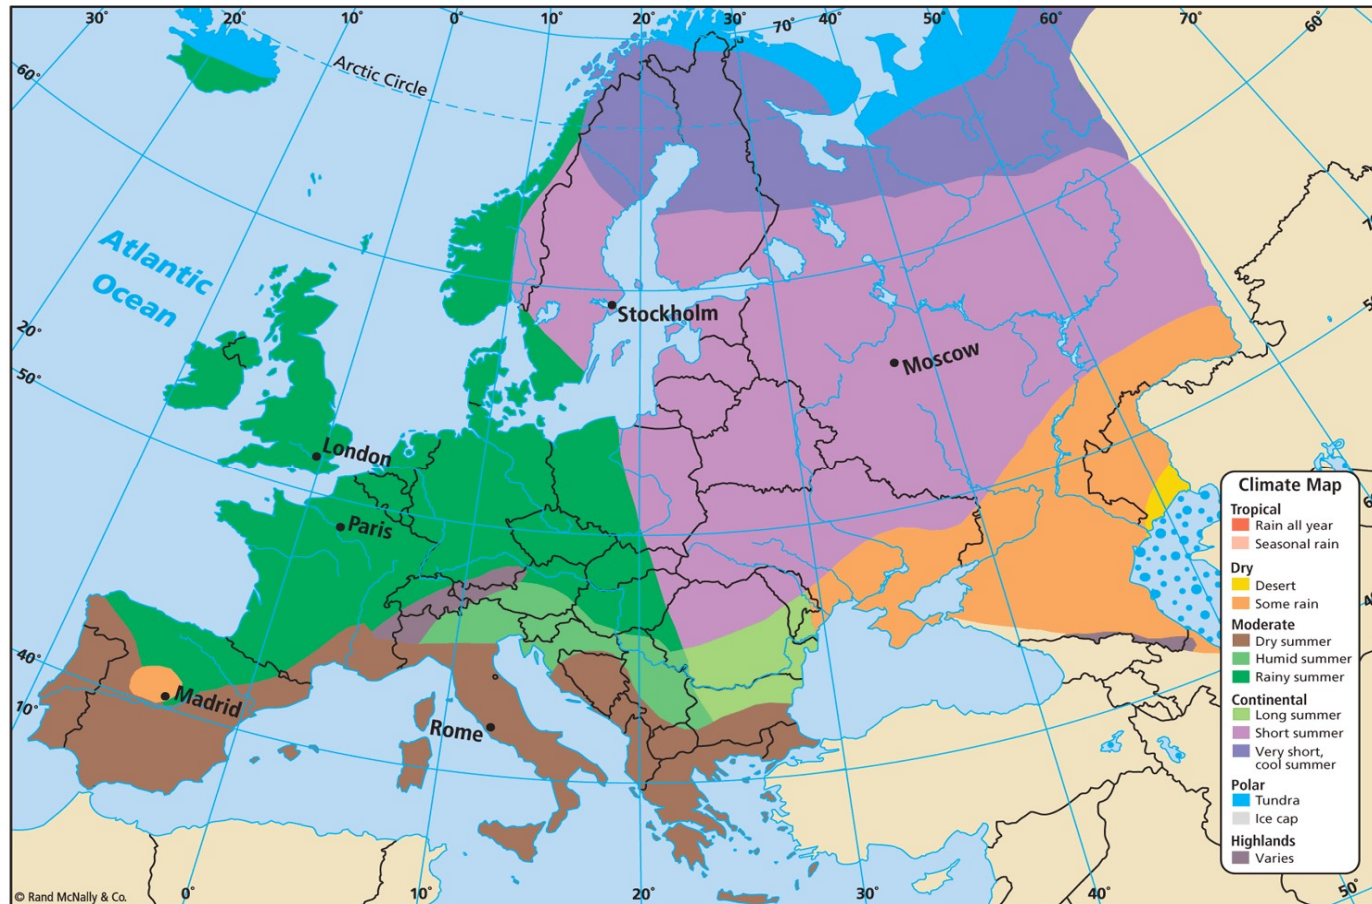 30°
20°
10°
0°
10°
20°
30°
70°
40°
50°
60°
70°
60°
60°
Arctic Circle
Atlantic
Ocean
20°
50°
Stockholm
Moscow
London
Paris
40°
10°
Madrid
Rome
Climate Map
Tropical
Rain all year
Seasonal rain
Dry
Desert
Some rain
Moderate
Dry summer
Humid summer
Rainy summer
Continental
Long summer
Short summer
Very short,
cool summer
Polar
Tundra
Ice cap
Highlands
Varies
© Rand McNally & Co.
0°
10°
20°
30°
40°
50°